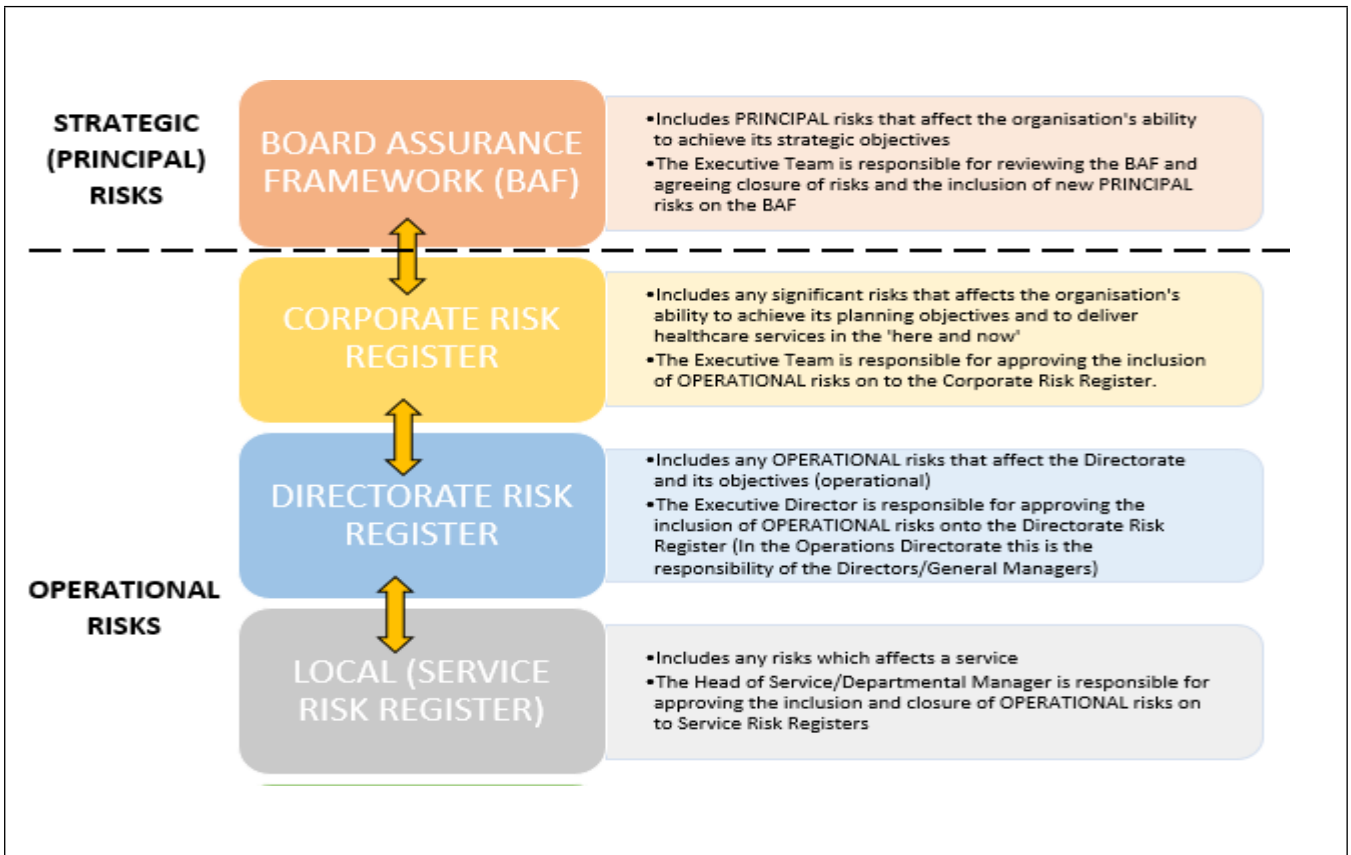 STRATEGIC
(PRINCIPAL)
RISKS
BOARD ASSURANCE
FRAMEWORK (BAF)
•Includes PRINCIPAL risks that affect the organisation's ability
to achieve its strategic objectives
•The Executive Team is responsible for reviewing the BAF and
agreeing closure of risks and the inclusion of new PRINCIPAL
risks on the BAF
CORPORATE RISK
REGISTER
•Includes any significant risks that affects the organisation's
ability to achieve its planning objectives and to deliver
healthcare services in the 'here and now'
•The Executive Team is responsible for approving the inclusion
of OPERATIONAL risks on to the Corporate Risk Register.
OPERATIONAL
RISKS
DIRECTORATE RISK
REGISTER
•Includes any OPERATIONAL risks that affect the Directorate
and its objectives (operational)
•The Executive Director is responsible for approving the
inclusion of OPERATIONAL risks onto the Directorate Risk
Register (In the Operations Directorate this is the
responsibility of the Directors/General Managers)
LOCAL (SERVICE
RISK REGISTER)
•Includes any risks which affects a service
•The Head of Service/Departmental Manager is responsible for
approving the inclusion and closure of OPERATIONAL risks on
to Service Risk Registers